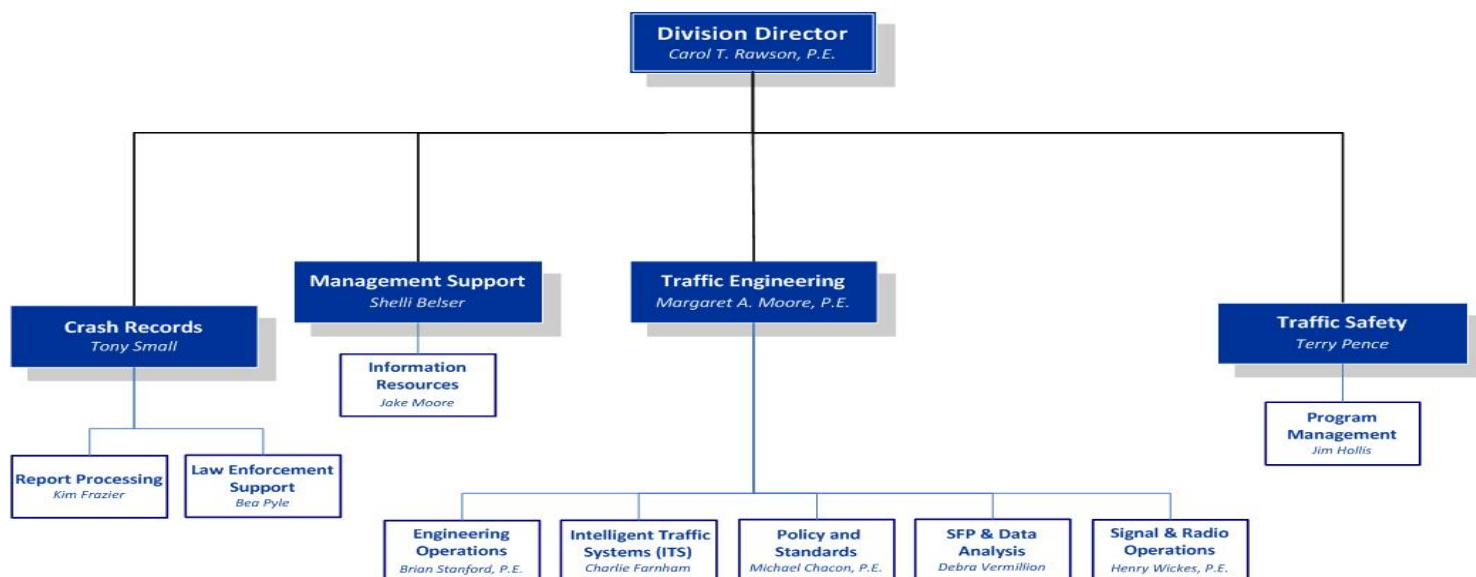 Division Director
Carol T. Rawson, P.E.
Management Support
Shelli Belser
Traffic Engineering
Margaret A. Moore, P.E.
Crash Records
Tony Small
Traffic Safety
Terry Pence
Information
Resources
Jake Moore
Program
Management
Jim Hollis
Report Processing
Kim Frazier
Law Enforcement
Support
Bea Pyle
Engineering
Operations
Brian Stanford, P.E.
Intelligent Traffic
Systems (ITS)
Charlie Farnham
Policy and
Standards
Michael Chacon, P.E.
SFP & Data
Analysis
Debra Vermillion
Signal & Radio
Operations
Henry Wickes, P.E.